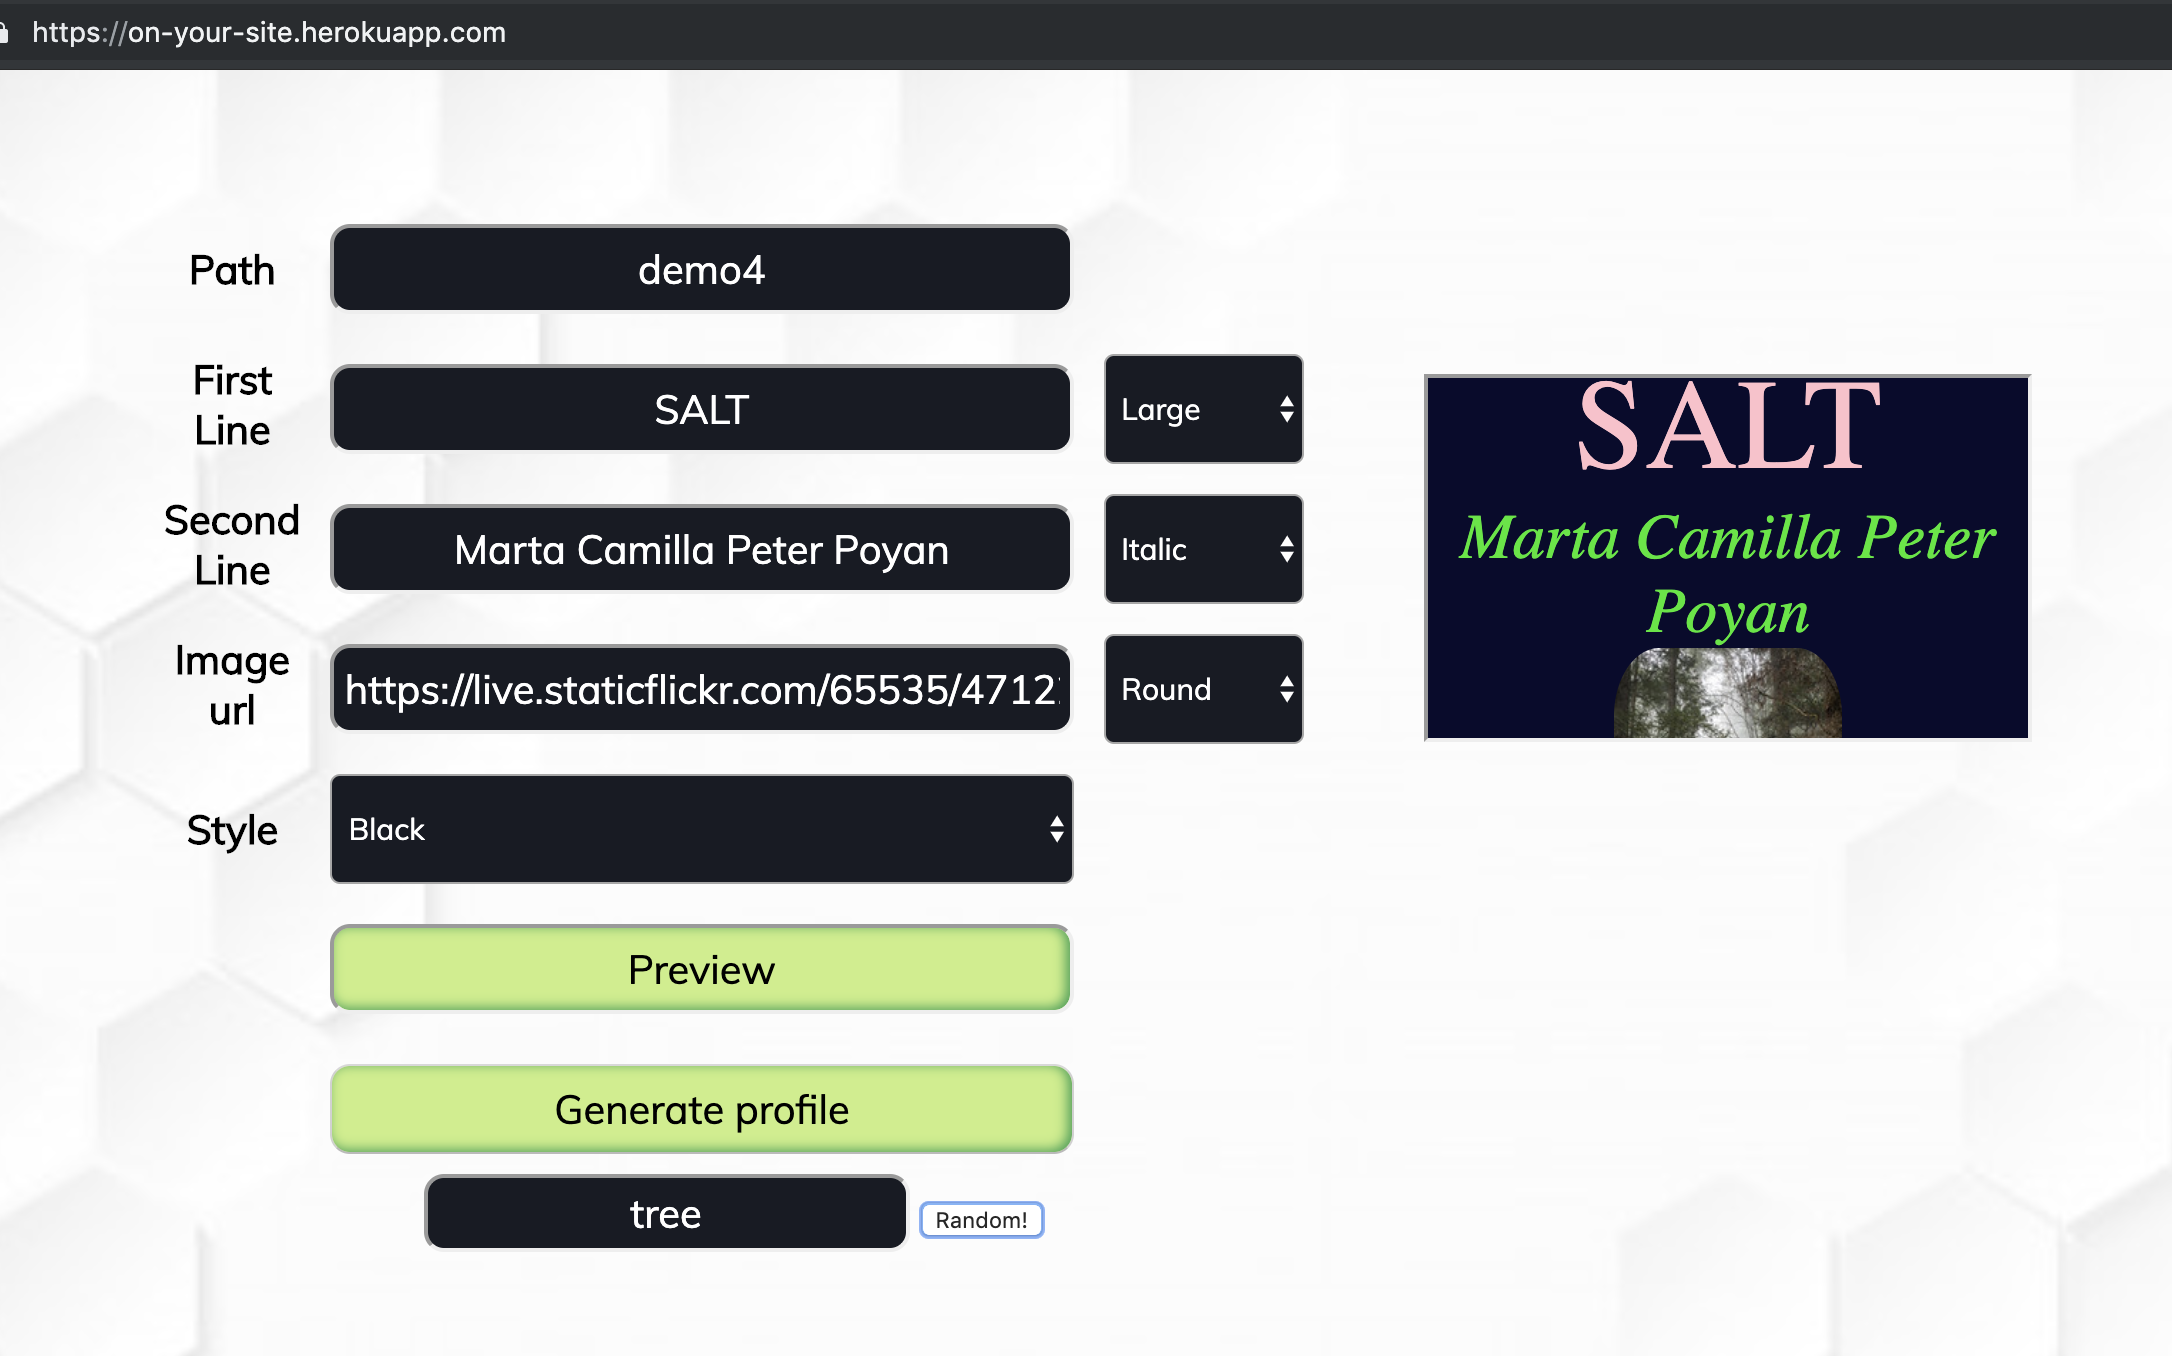 https://on-your-site.herokuapp.com
Path
demo4
First
Line
SALT
Large
Second
Line
Marta Camilla Peter Poyan
Italic
Image
url
https://live.staticflickr.com/65535/4712
Round
Style
Black
Preview
Generate profile
tree
Random!
SALT
Marta Camilla Peter
Poyan